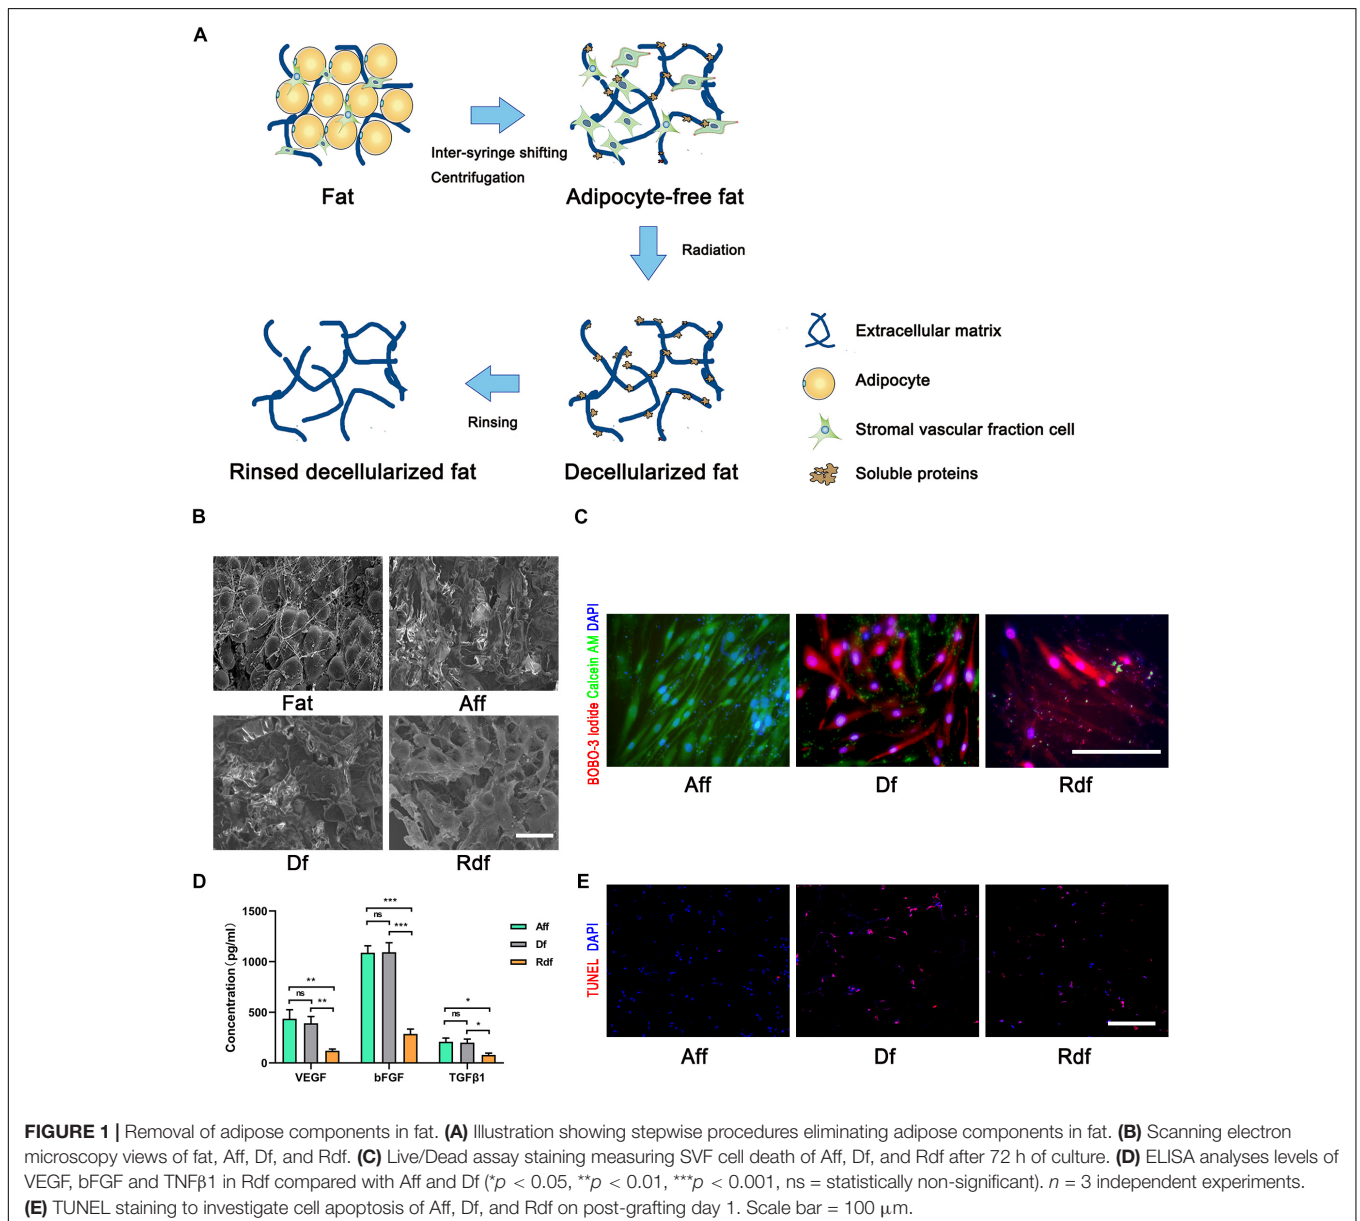 A
Inter-syringe shifting
Centrifugation
Fat
Adipocyte-free fat
Radiation
Extracellular matrix
Adipocyte
Rinsing
Stromal vascular fraction cell
Rinsed decellularized fat
Decellularized fat
Soluble proteins
B
Fat
Aff
Df
Rdf
C
BOBO-3 Iodide Calcein AM DAPI
Aff
Df
Rdf
D
Concentration (pg/ml)
1500
1000
500
0
***
ns
***
**
ns
**
*
ns
*
VEGF
bFGF
TGFβ1
Aff
Df
Rdf
E
TUNEL DAPI
Aff
Df
Rdf
FIGURE 1 | Removal of adipose components in fat. (A) Illustration showing stepwise procedures eliminating adipose components in fat. (B) Scanning electron
microscopy views of fat, Aff, Df, and Rdf. (C) Live/Dead assay staining measuring SVF cell death of Aff, Df, and Rdf after 72 h of culture. (D) ELISA analyses levels of
VEGF, bFGF and TNFβ1 in Rdf compared with Aff and Df (*p < 0.05, **p < 0.01, ***p < 0.001, ns = statistically non-significant). n = 3 independent experiments.
(E) TUNEL staining to investigate cell apoptosis of Aff, Df, and Rdf on post-grafting day 1. Scale bar = 100 μm.